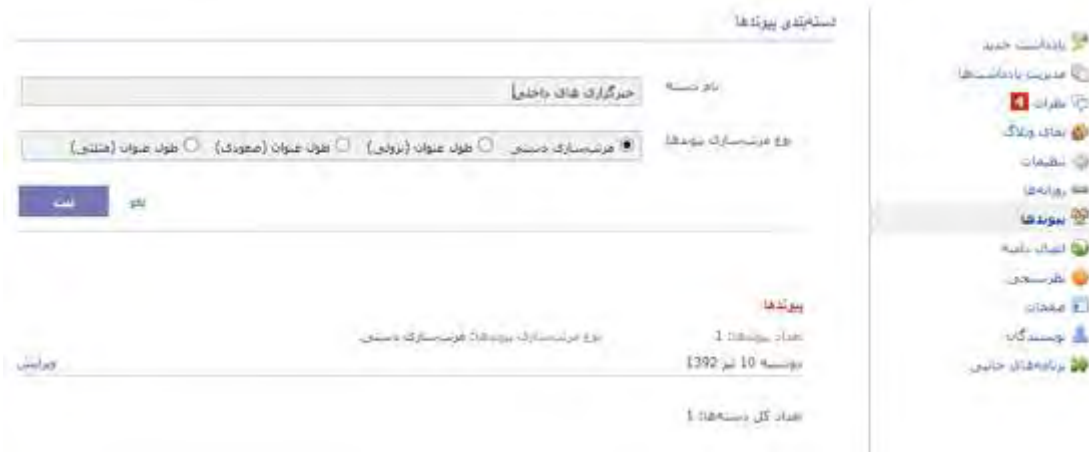 دسته‌بندی پیوندها
نام دسته
خبرگزاری های داخلی
نوع مرتب‌سازی پیوندها
مرتب‌سازی دستی طول عنوان (نزولی) طول عنوان (صعودی) طول عنوان (مثلثی)
لغو ثبت
پیوندها
تعداد پیوندها: 1 نوع مرتب‌سازی پیوندها: مرتب‌سازی دستی
دوشنبه 10 تیر 1392 ویرایش
تعداد کل دسته‌ها: 1
یادداشت جدید
مدیریت یادداشت‌ها
نظرات 4
نمای وبلاگ
تنظیمات
روزانه‌ها
پیوندها
اتصال دامنه
نظرسنجی
صفحات
نویسندگان
برنامه‌های جانبی